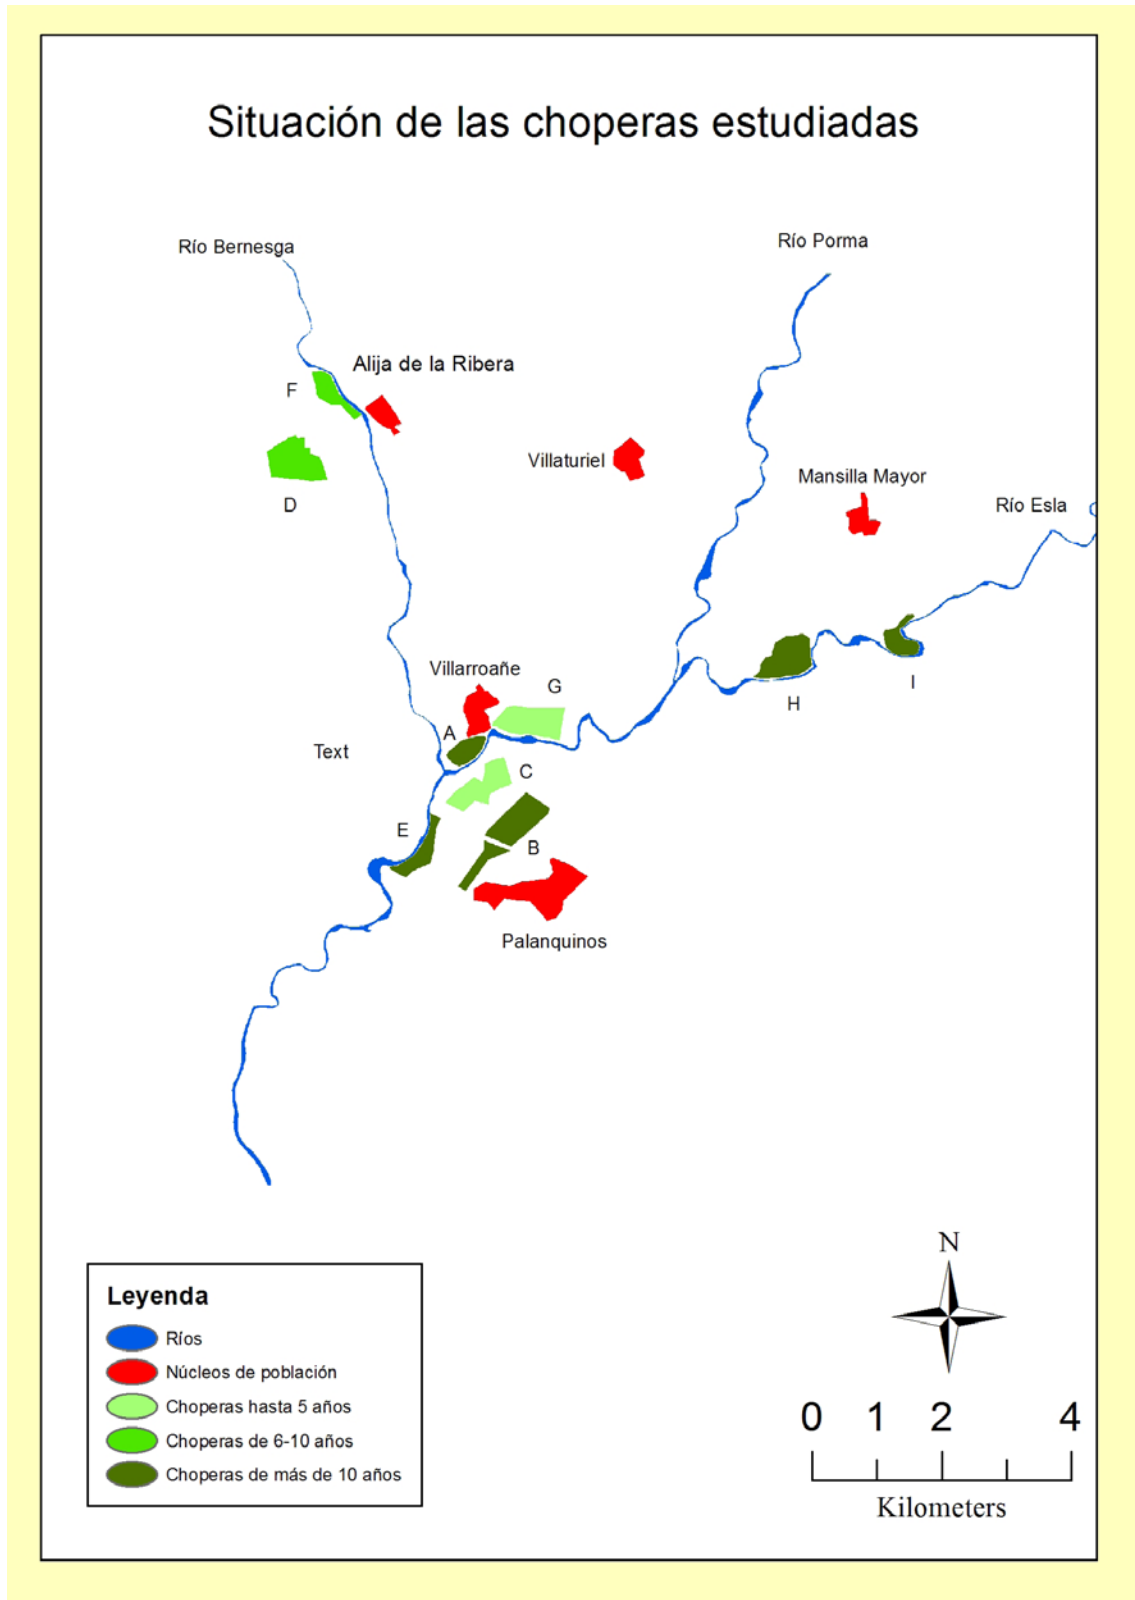 Situación de las choperas estudiadas
Río Bernesga
Río Porma
Alija de la Ribera
F
Villaturiel
Mansilla Mayor
D
Río Esla
Villarroañe
G
I
H
A
Text
C
E
B
Palanquinos
N
Leyenda
Ríos
Núcleos de población
Choperas hasta 5 años
Choperas de 6-10 años
Choperas de más de 10 años
0 1 2 4
Kilometers